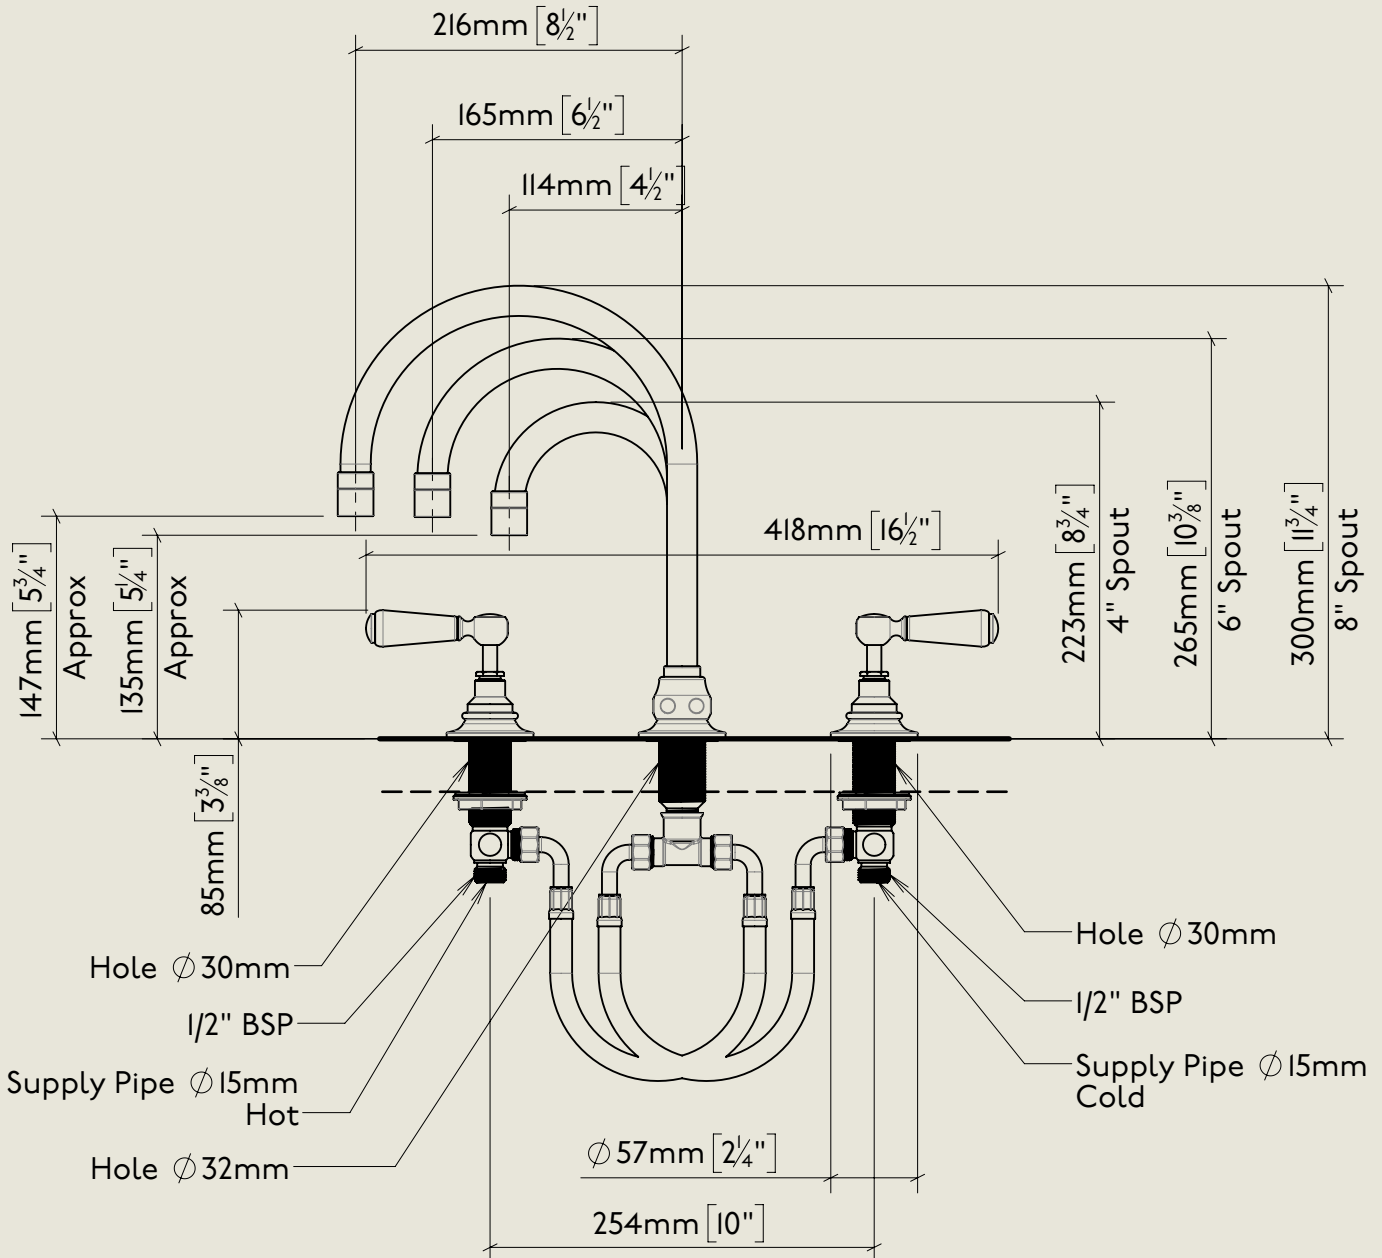 216mm [8½"]
165mm [6½"]
114mm [4½"]
418mm [16½"]
147mm [5¾"]
Approx
135mm [5¼"]
Approx
223mm [8¾"]
4" Spout
265mm [10⅜"]
6" Spout
300mm [11¾"]
8" Spout
85mm [3⅜"]
Hole ∅30mm
1/2" BSP
Supply Pipe ∅15mm
Hot
Hole ∅32mm
Hole ∅30mm
1/2" BSP
Supply Pipe ∅15mm
Cold
∅57mm [2¼"]
254mm [10"]